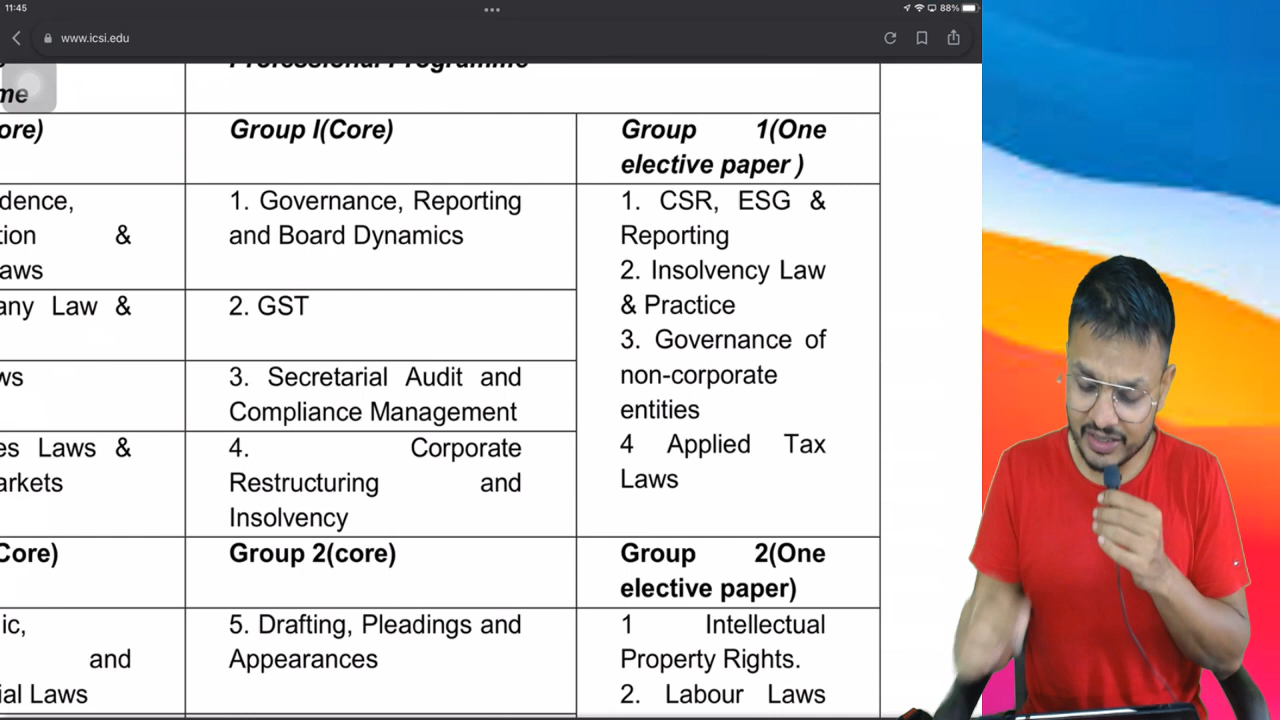 11:45
88%
www.icsi.edu
Professional Programme
me
ore)
Group I(Core)
Group 1(One
elective paper )
dence,
tion &
aws
1. Governance, Reporting
and Board Dynamics
1. CSR, ESG &
Reporting
2. Insolvency Law
& Practice
3. Governance of
non-corporate
entities
4 Applied Tax
Laws
any Law &
2. GST
ws
3. Secretarial Audit and
Compliance Management
es Laws &
arkets
4. Corporate
Restructuring and
Insolvency
Core)
Group 2(core)
Group 2(One
elective paper)
ic,
and
ial Laws
5. Drafting, Pleadings and
Appearances
1 Intellectual
Property Rights.
2. Labour Laws